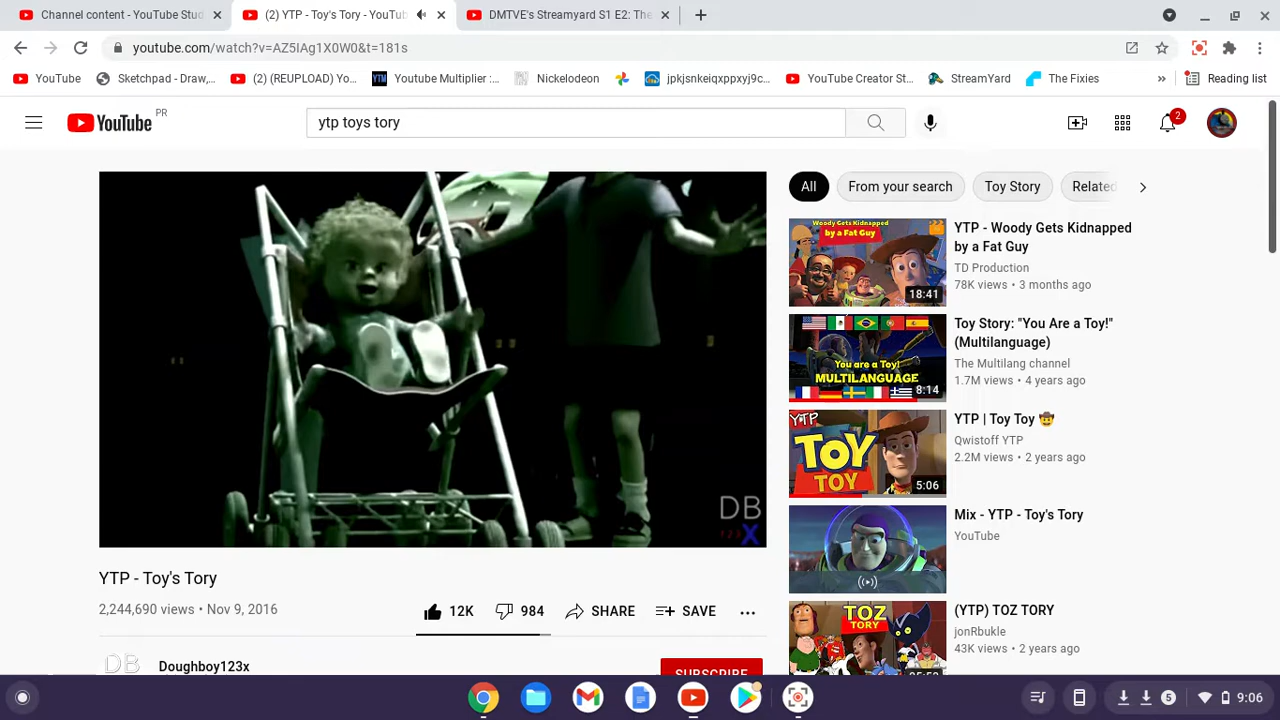 Channel content - YouTube Stud
(2) YTP - Toy's Tory - YouTub
DMTVE's Streamyard S1 E2: The
youtube.com/watch?v=AZ5IAg1X0W0&t=181s
YouTube
Sketchpad - Draw,...
(2) (REUPLOAD) Yo...
YTM
Youtube Multiplier :...
Nickelodeon
jpkjsnkeiqxppxyj9c...
YouTube Creator St...
StreamYard
The Fixies
»
Reading list
YouTube PR
ytp toys tory
2
All
From your search
Toy Story
Related
Woody Gets Kidnapped
by a Fat Guy
18:41
YTP - Woody Gets Kidnapped
by a Fat Guy
TD Production
78K views • 3 months ago
You are a Toy!
MULTILANGUAGE
8:14
Toy Story: "You Are a Toy!"
(Multilanguage)
The Multilang channel
1.7M views • 4 years ago
YTP
TOY
TOY
5:06
YTP | Toy Toy 🤠
Qwistoff YTP
2.2M views • 2 years ago
Mix - YTP - Toy's Tory
YouTube
TOZ
TORY
(YTP) TOZ TORY
jonRbukle
43K views • 2 years ago
DB
123X
YTP - Toy's Tory
2,244,690 views • Nov 9, 2016
12K
984
SHARE
SAVE
DB
Doughboy123x
SUBSCRIBE
5
9:06